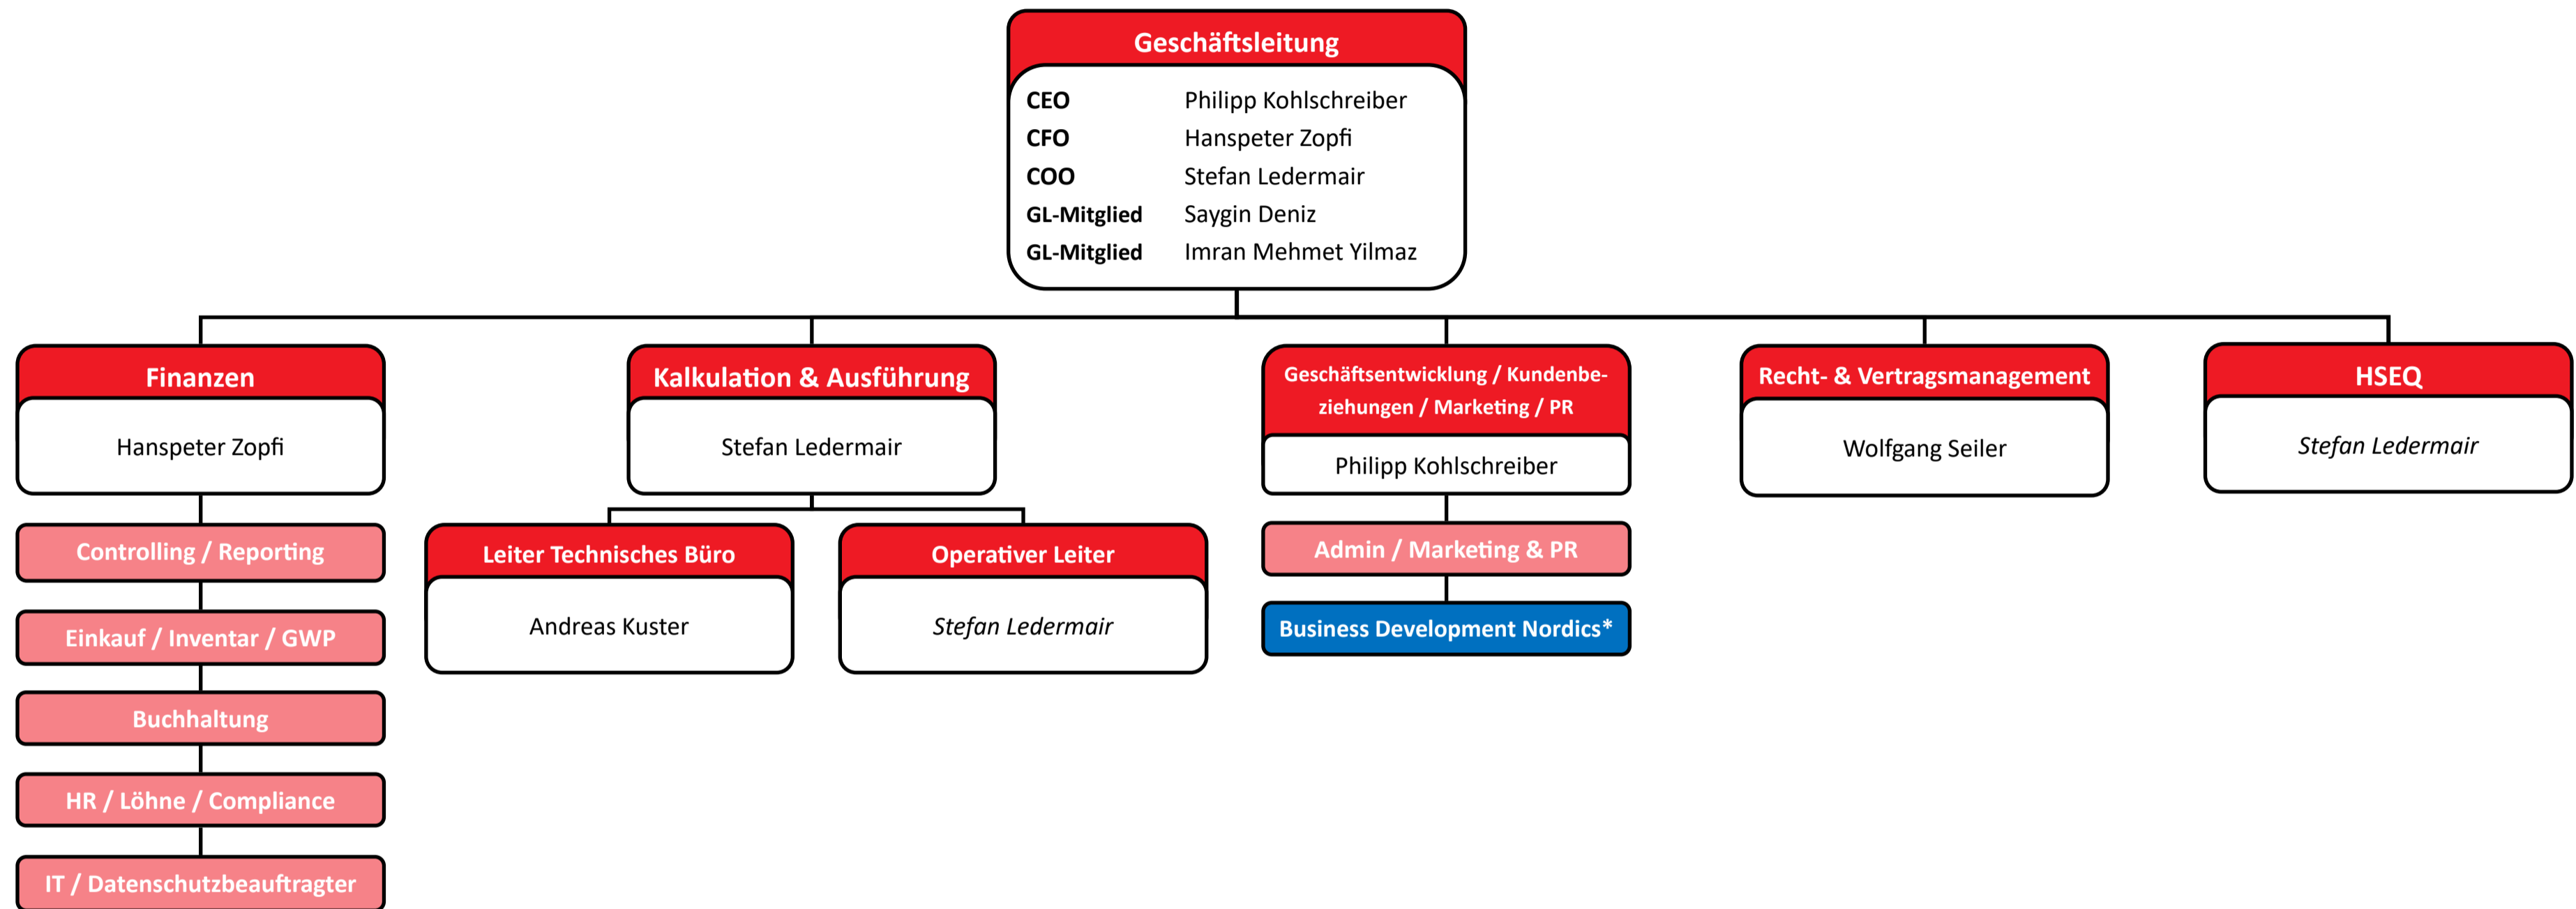 Geschäftsleitung
CEO Philipp Kohlschreiber
CFO Hanspeter Zopfi
COO Stefan Ledermair
GL-Mitglied Saygin Deniz
GL-Mitglied Imran Mehmet Yilmaz
Finanzen
Hanspeter Zopfi
Controlling / Reporting
Einkauf / Inventar / GWP
Buchhaltung
HR / Löhne / Compliance
IT / Datenschutzbeauftragter
Kalkulation & Ausführung
Stefan Ledermair
Leiter Technisches Büro
Andreas Kuster
Operativer Leiter
Stefan Ledermair
Geschäftsentwicklung / Kundenbe-
ziehungen / Marketing / PR
Philipp Kohlschreiber
Admin / Marketing & PR
Business Development Nordics*
Recht- & Vertragsmanagement
Wolfgang Seiler
HSEQ
Stefan Ledermair